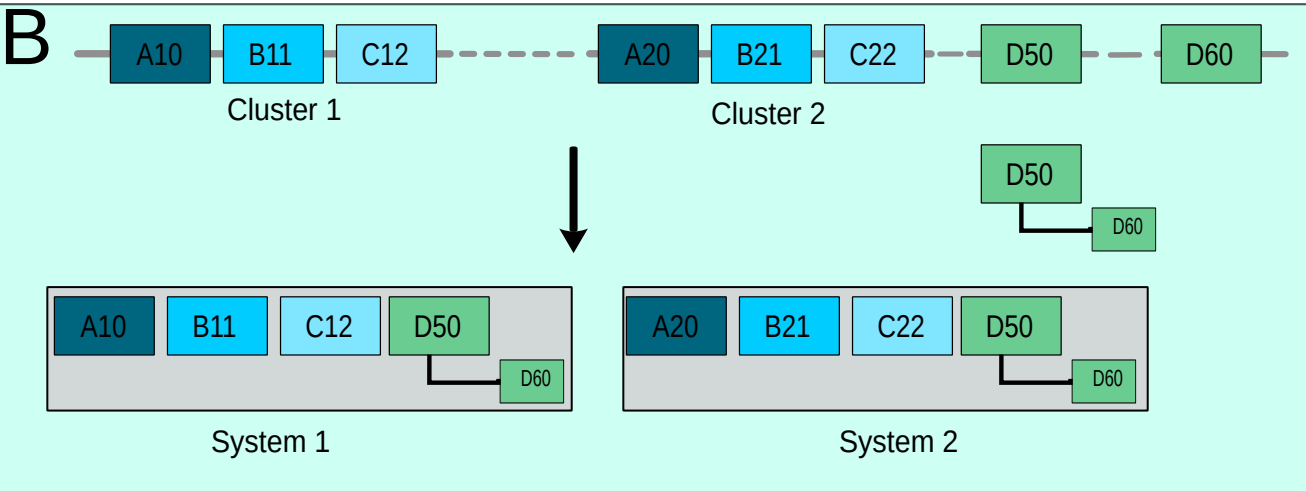 B
A10 B11 C12 A20 B21 C22 D50 D60
Cluster 1 Cluster 2
D50
D60
A10 B11 C12 D50 A20 B21 C22 D50
D60 D60
System 1 System 2